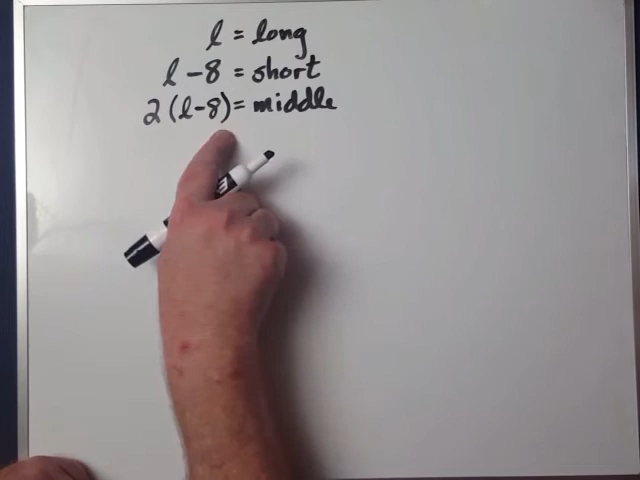 l = long
l - 8 = short
2(l-8) = middle